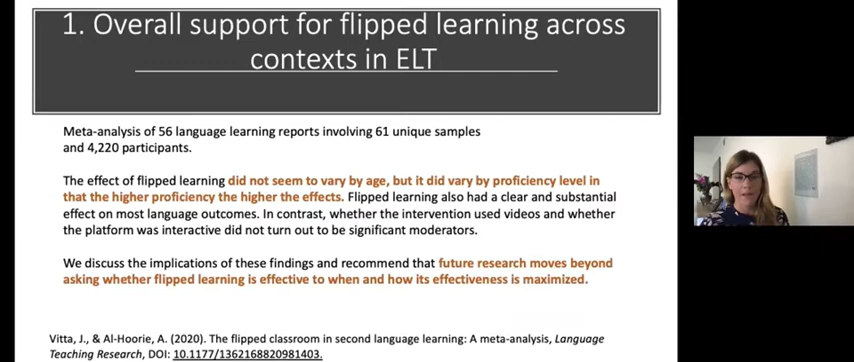 1. Overall support for flipped learning across
contexts in ELT
Meta-analysis of 56 language learning reports involving 61 unique samples
and 4,220 participants.
The effect of flipped learning did not seem to vary by age, but it did vary by proficiency level in
that the higher proficiency the higher the effects. Flipped learning also had a clear and substantial
effect on most language outcomes. In contrast, whether the intervention used videos and whether
the platform was interactive did not turn out to be significant moderators.
We discuss the implications of these findings and recommend that future research moves beyond
asking whether flipped learning is effective to when and how its effectiveness is maximized.
Vitta, J., & Al-Hoorie, A. (2020). The flipped classroom in second language learning: A meta-analysis, Language
Teaching Research, DOI: 10.1177/1362168820981403.